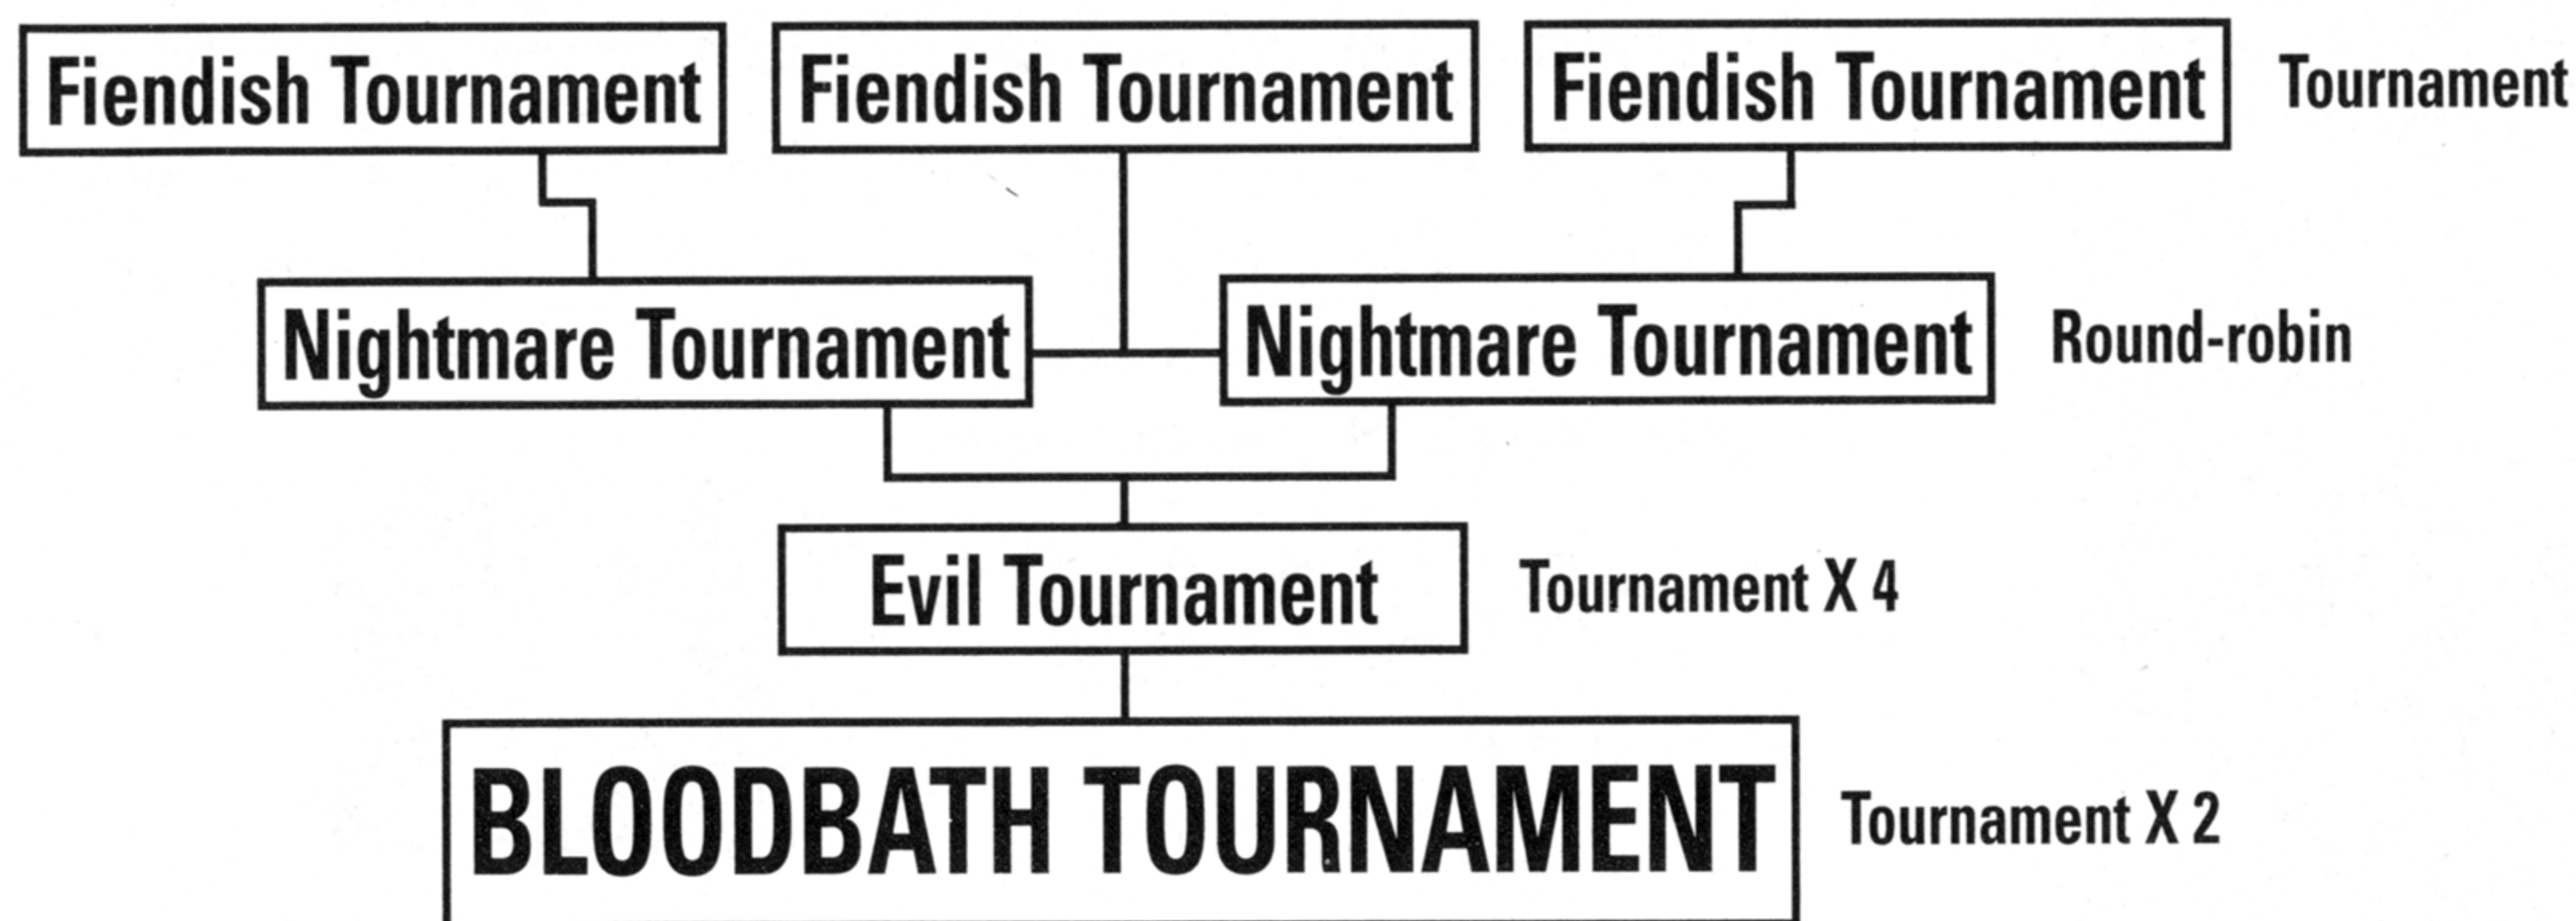 Fiendish Tournament
Fiendish Tournament
Fiendish Tournament
Tournament
Nightmare Tournament
Nightmare Tournament
Round-robin
Evil Tournament
Tournament X 4
BLOODBATH TOURNAMENT
Tournament X 2